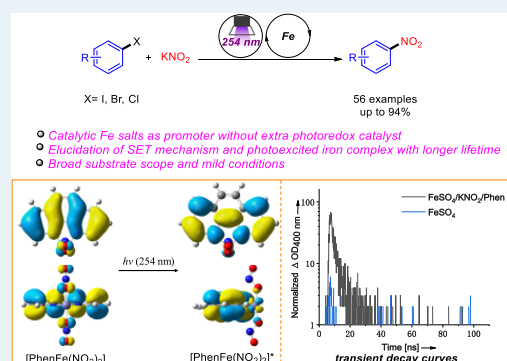 X
R
+ KNO2
254 nm
Fe
R
NO2
X= I, Br, Cl
56 examples
up to 94%
Catalytic Fe salts as promoter without extra photoredox catalyst
Elucidation of SET mechanism and photoexcited iron complex with longer lifetime
Broad substrate scope and mild conditions
hv (254 nm)
[PhenFe(NO2)2]
[PhenFe(NO2)2]*
Normalized Δ OD400 nm
100
10
1
FeSO4/KNO2/Phen
FeSO4
0 20 40 60 80 100
Time [ns]
transient decay curves